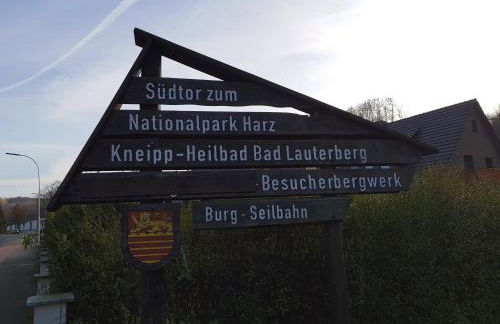 Südtor zum
Nationalpark Harz
Kneipp-Heilbad Bad Lauterberg
Besucherbergwerk
Burg - Seilbahn